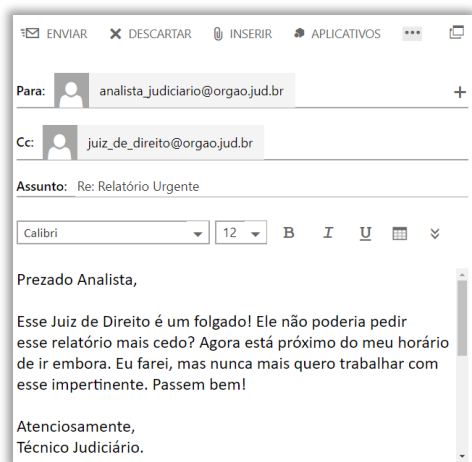 ENVIAR DESCARTAR INSERIR APLICATIVOS ...
Para: analista_judiciario@orgao.jud.br +
Cc: juiz_de_direito@orgao.jud.br
Assunto: Re: Relatório Urgente
Calibri 12 B I U
Prezado Analista,
Esse Juiz de Direito é um folgado! Ele não poderia pedir
esse relatório mais cedo? Agora está próximo do meu horário
de ir embora. Eu farei, mas nunca mais quero trabalhar com
esse impertinente. Passem bem!
Atenciosamente,
Técnico Judiciário.